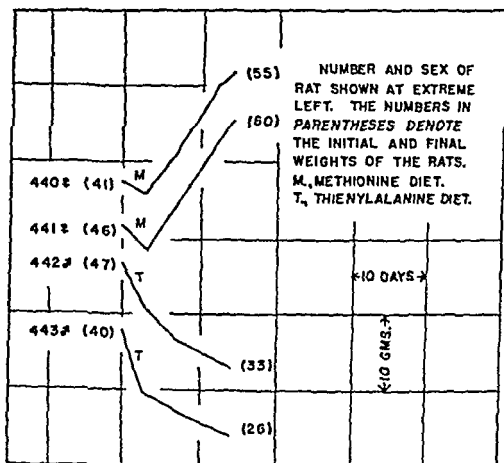 (55)
NUMBER AND SEX OF
RAT SHOWN AT EXTREME
LEFT. THE NUMBERS IN
PARENTHESES DENOTE
THE INITIAL AND FINAL
WEIGHTS OF THE RATS.
M., METHIONINE DIET.
T., THIENYLALANINE DIET.
(60)
440♀ (41) M
441♀ (46) M
442♂ (47) T
443♂ (40) T
10 DAYS
10 GMS.
(33)
(26)